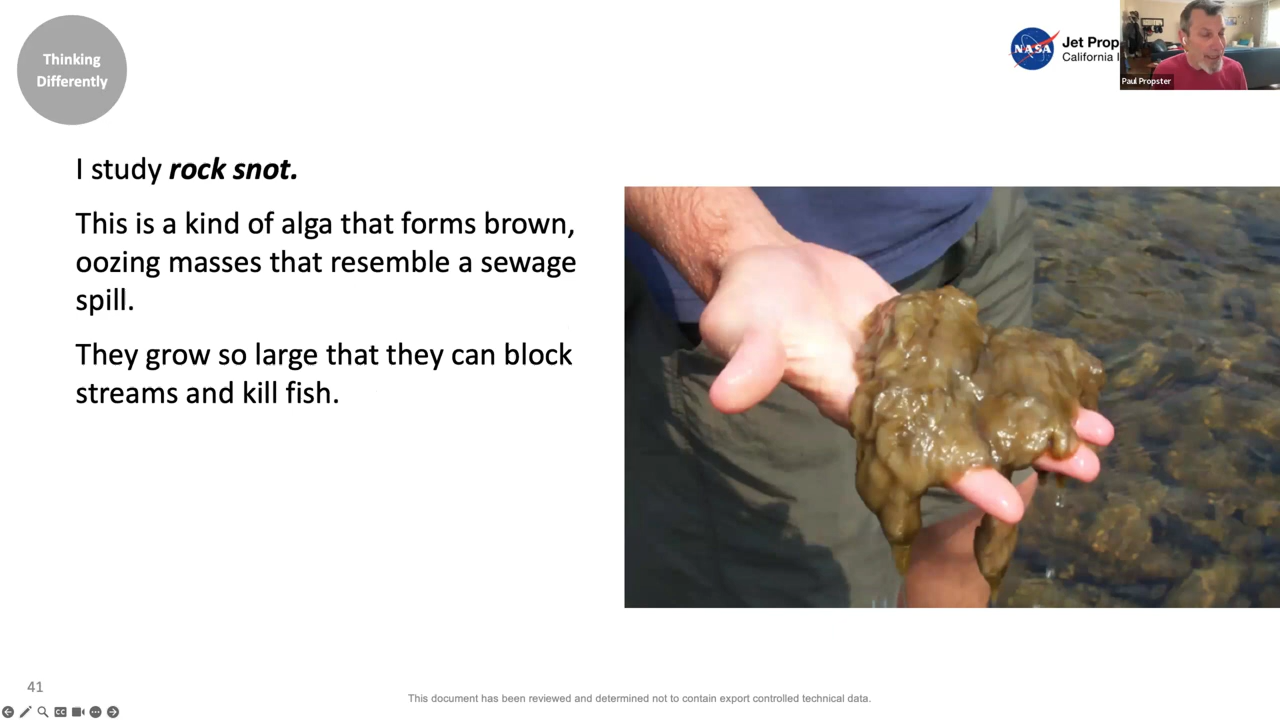 Thinking
Differently
NASA
Jet Prop
California I
Paul Propster
I study rock snot.
This is a kind of alga that forms brown,
oozing masses that resemble a sewage
spill.
They grow so large that they can block
streams and kill fish.
41
This document has been reviewed and determined not to contain export controlled technical data.
CC